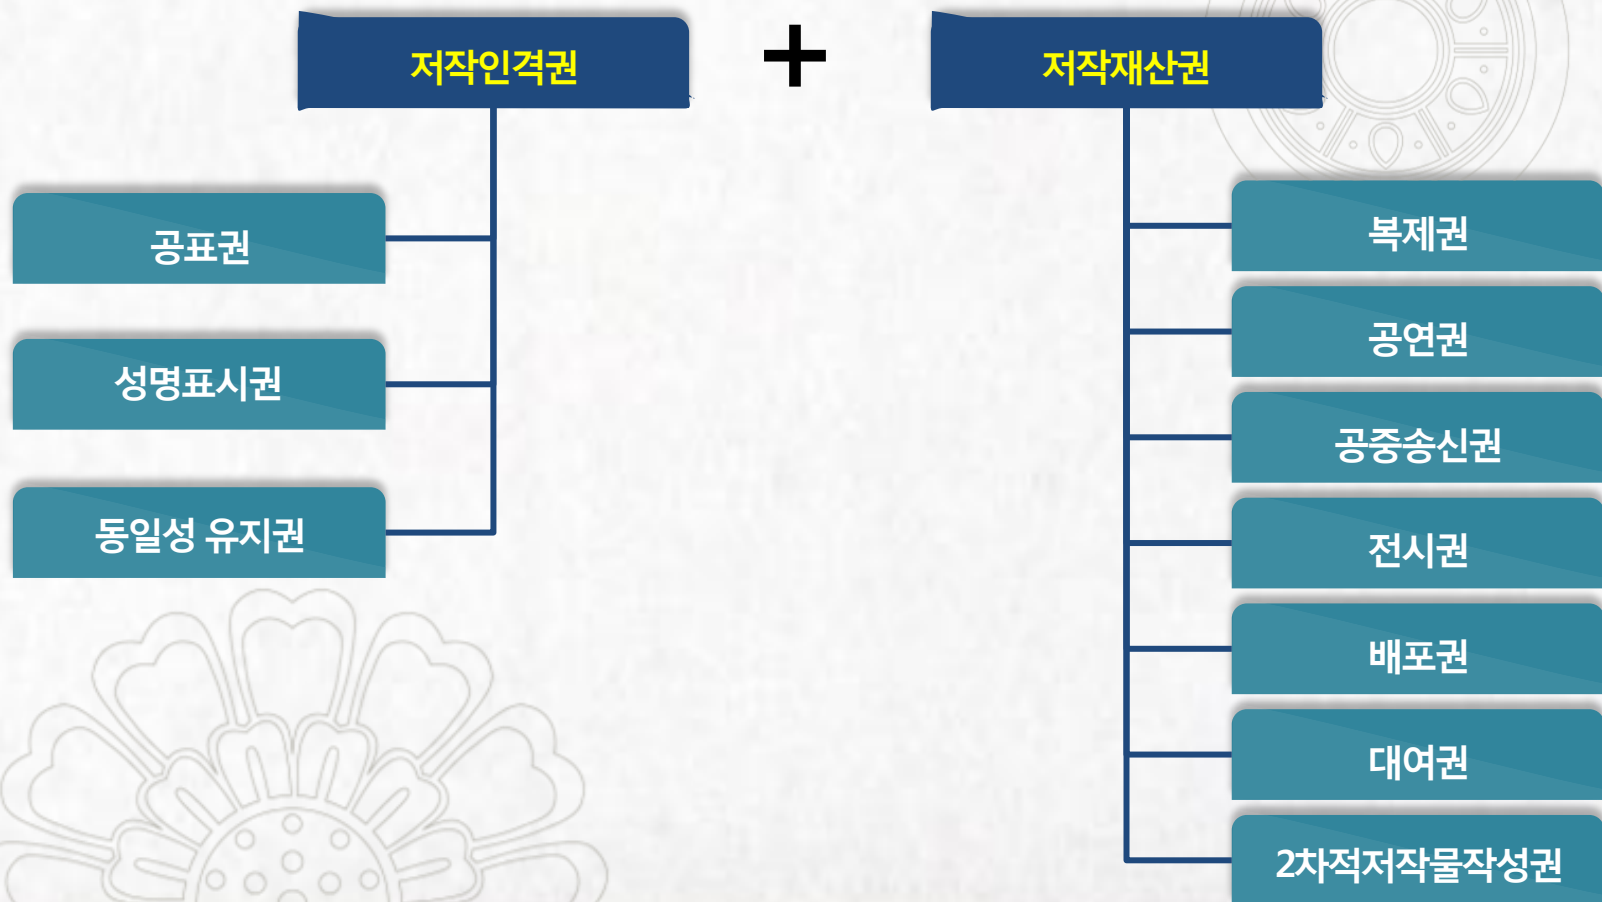 저작인격권
+
저작재산권
공표권
성명표시권
동일성 유지권
복제권
공연권
공중송신권
전시권
배포권
대여권
2차적저작물작성권